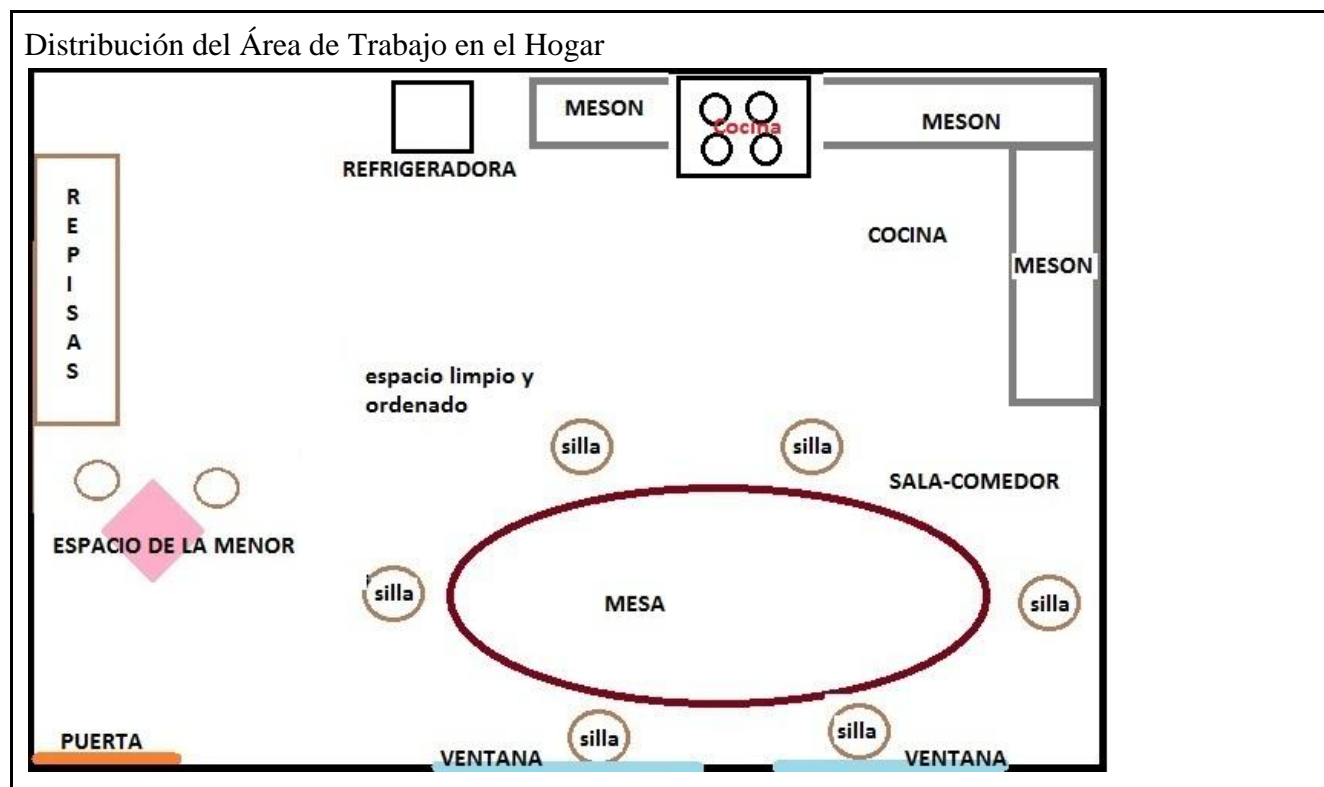 Distribución del Área de Trabajo en el Hogar
MESON
Cocina
MESON
REFRIGERADORA
R
E
P
I
S
A
S
COCINA
MESON
espacio limpio y
ordenado
silla
silla
SALA-COMEDOR
ESPACIO DE LA MENOR
silla
MESA
silla
PUERTA
silla
silla
VENTANA
VENTANA